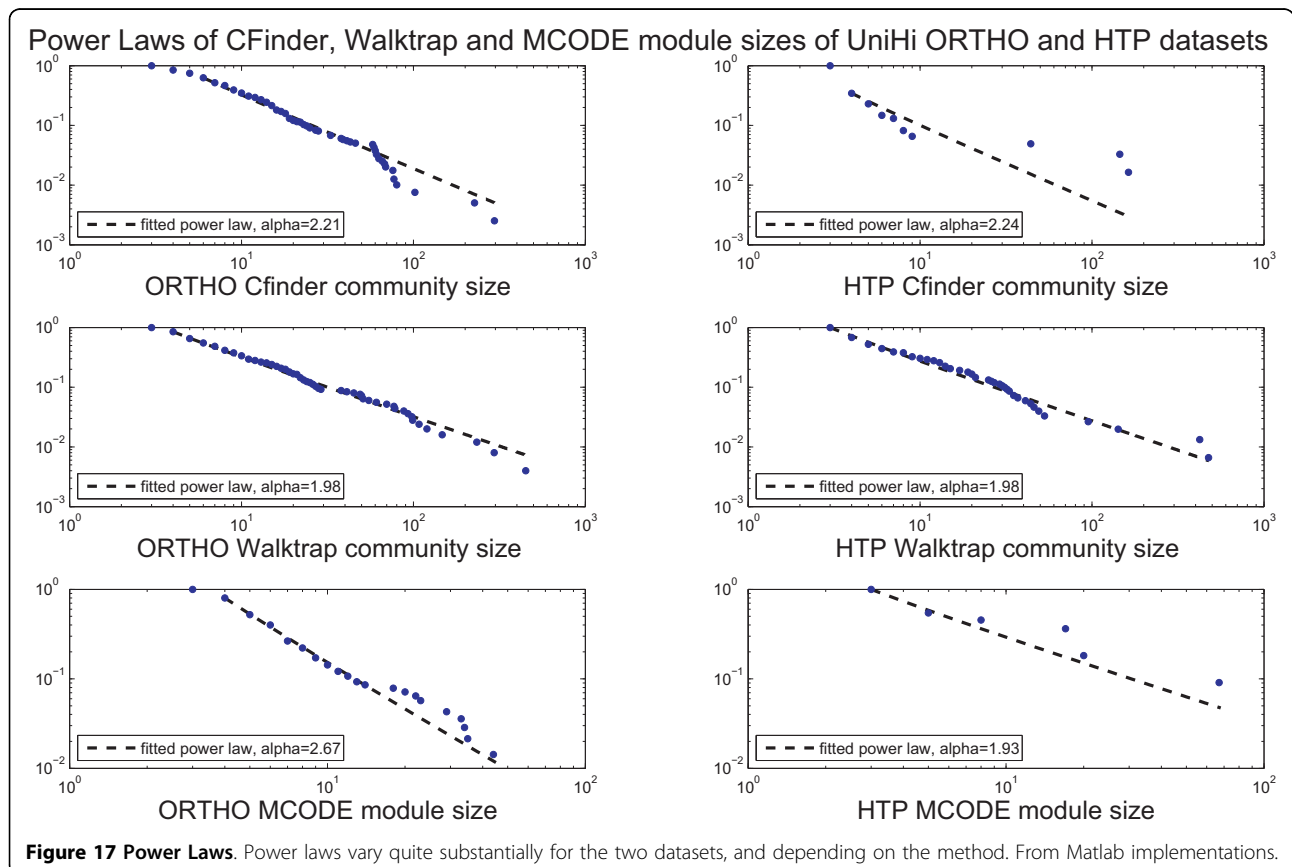 Power Laws of CFinder, Walktrap and MCODE module sizes of UniHi ORTHO and HTP datasets
10^0
10^-1
10^-2
10^-3
fitted power law, alpha=2.21
10^0 10^1 10^2 10^3
ORTHO Cfinder community size
10^0
10^-1
10^-2
10^-3
fitted power law, alpha=2.24
10^0 10^1 10^2 10^3
HTP Cfinder community size
10^0
10^-1
10^-2
10^-3
fitted power law, alpha=1.98
10^0 10^1 10^2 10^3
ORTHO Walktrap community size
10^0
10^-1
10^-2
10^-3
fitted power law, alpha=1.98
10^0 10^1 10^2 10^3
HTP Walktrap community size
10^0
10^-1
10^-2
fitted power law, alpha=2.67
10^0 10^1 10^2
ORTHO MCODE module size
10^0
10^-1
10^-2
fitted power law, alpha=1.93
10^0 10^1 10^2
HTP MCODE module size
Figure 17 Power Laws. Power laws vary quite substantially for the two datasets, and depending on the method. From Matlab implementations.